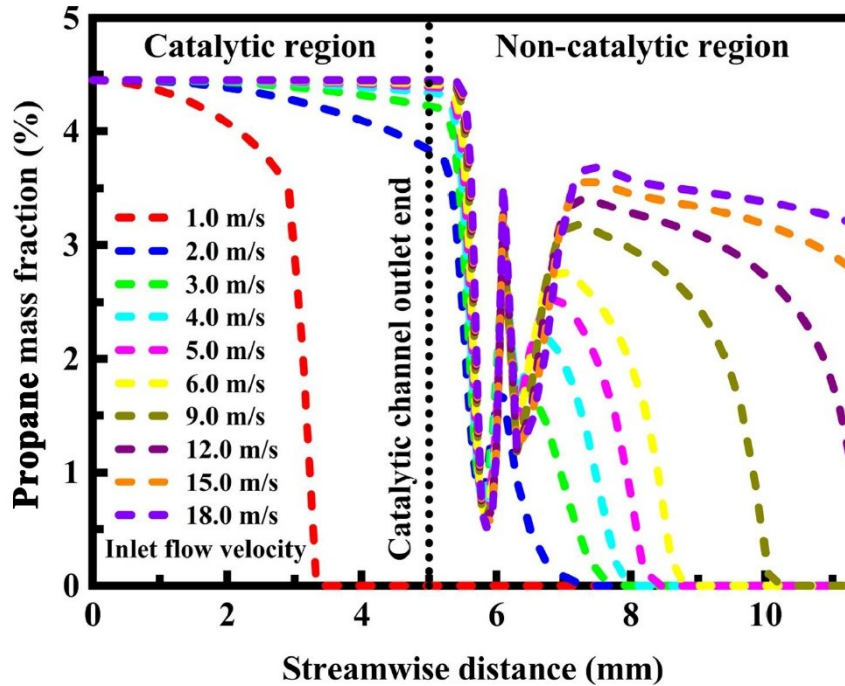 Catalytic region
Non-catalytic region
Propane mass fraction (%)
5
4
3
2
1
0
1.0 m/s
2.0 m/s
3.0 m/s
4.0 m/s
5.0 m/s
6.0 m/s
9.0 m/s
12.0 m/s
15.0 m/s
18.0 m/s
Inlet flow velocity
Catalytic channel outlet end
0 2 4 6 8 10
Streamwise distance (mm)